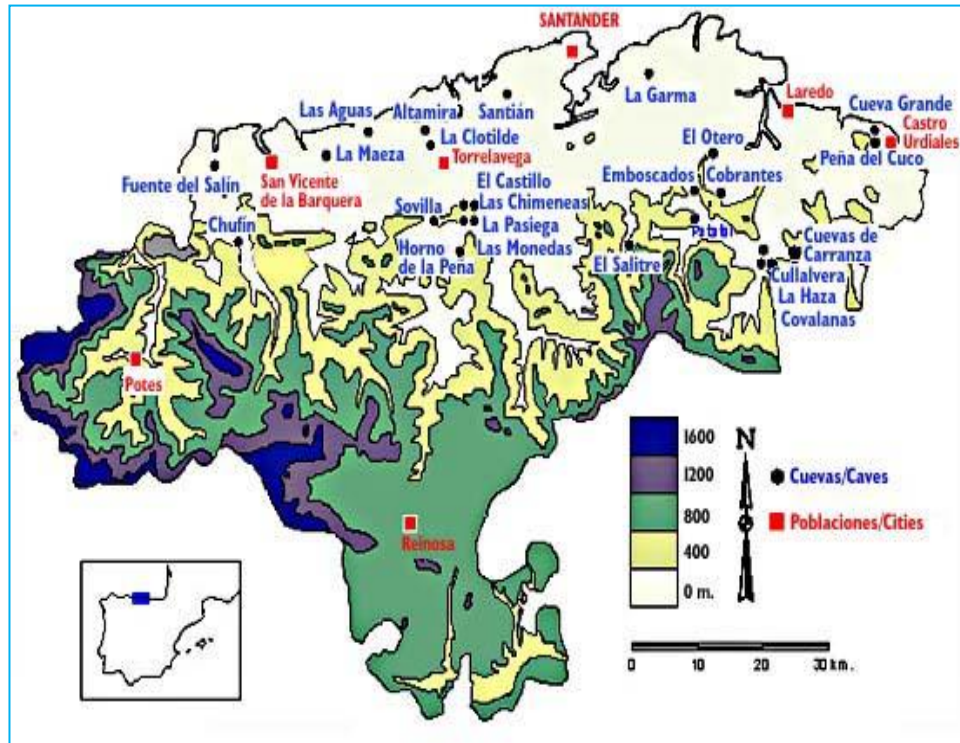 SANTANDER
La Garma
Laredo
Cueva Grande
Castro
Urdiales
Peña del Cuco
Las Aguas
Altamira
Santián
La Clotilde
La Maeza
Torrelavega
El Otero
Fuente del Salín
San Vicente
de la Barquera
El Castillo
Emboscados
Cobrantes
Sovilla
Las Chimeneas
Chufín
La Pasiega
Horno
de la Peña
Las Monedas
El Salitre
Cuevas de
Carranza
Cullalvera
La Haza
Covalanas
Potes
Reinosa
1600
1200
800
400
0 m.
N
Cuevas/Caves
Poblaciones/Cities
0 10 20 30 km.